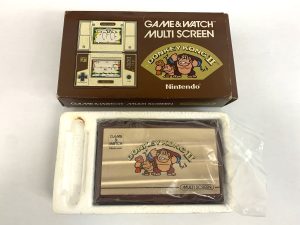 GAME&WATCH
MULTI SCREEN
DONKEY KONG II
Nintendo
GAME&WATCH MULTI SCREEN
GAME
& WATCH
DONKEY KONG II
MULTI SCREEN